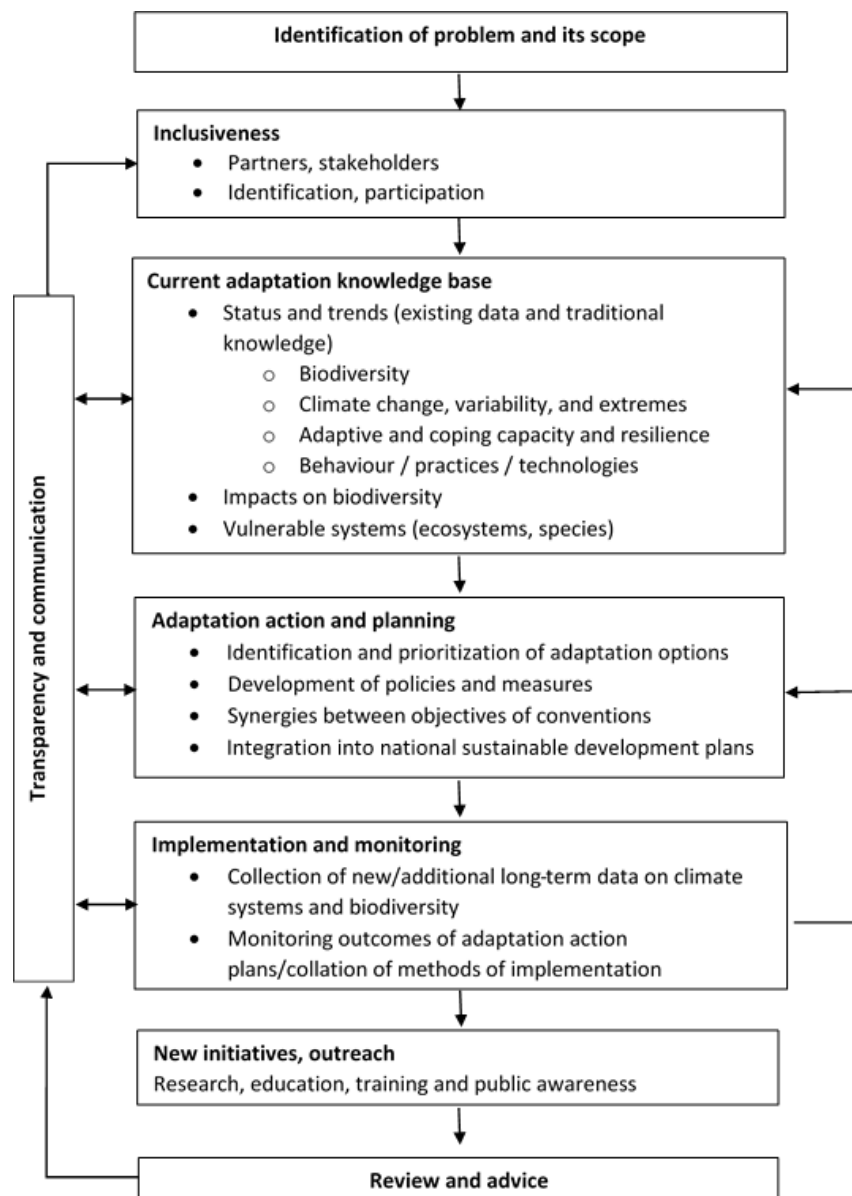 Identification of problem and its scope
Inclusiveness
• Partners, stakeholders
• Identification, participation
Current adaptation knowledge base
• Status and trends (existing data and traditional
knowledge)
o Biodiversity
o Climate change, variability, and extremes
o Adaptive and coping capacity and resilience
o Behaviour / practices / technologies
• Impacts on biodiversity
• Vulnerable systems (ecosystems, species)
Transparency and communication
Adaptation action and planning
• Identification and prioritization of adaptation options
• Development of policies and measures
• Synergies between objectives of conventions
• Integration into national sustainable development plans
Implementation and monitoring
• Collection of new/additional long-term data on climate
systems and biodiversity
• Monitoring outcomes of adaptation action
plans/collation of methods of implementation
New initiatives, outreach
Research, education, training and public awareness
Review and advice